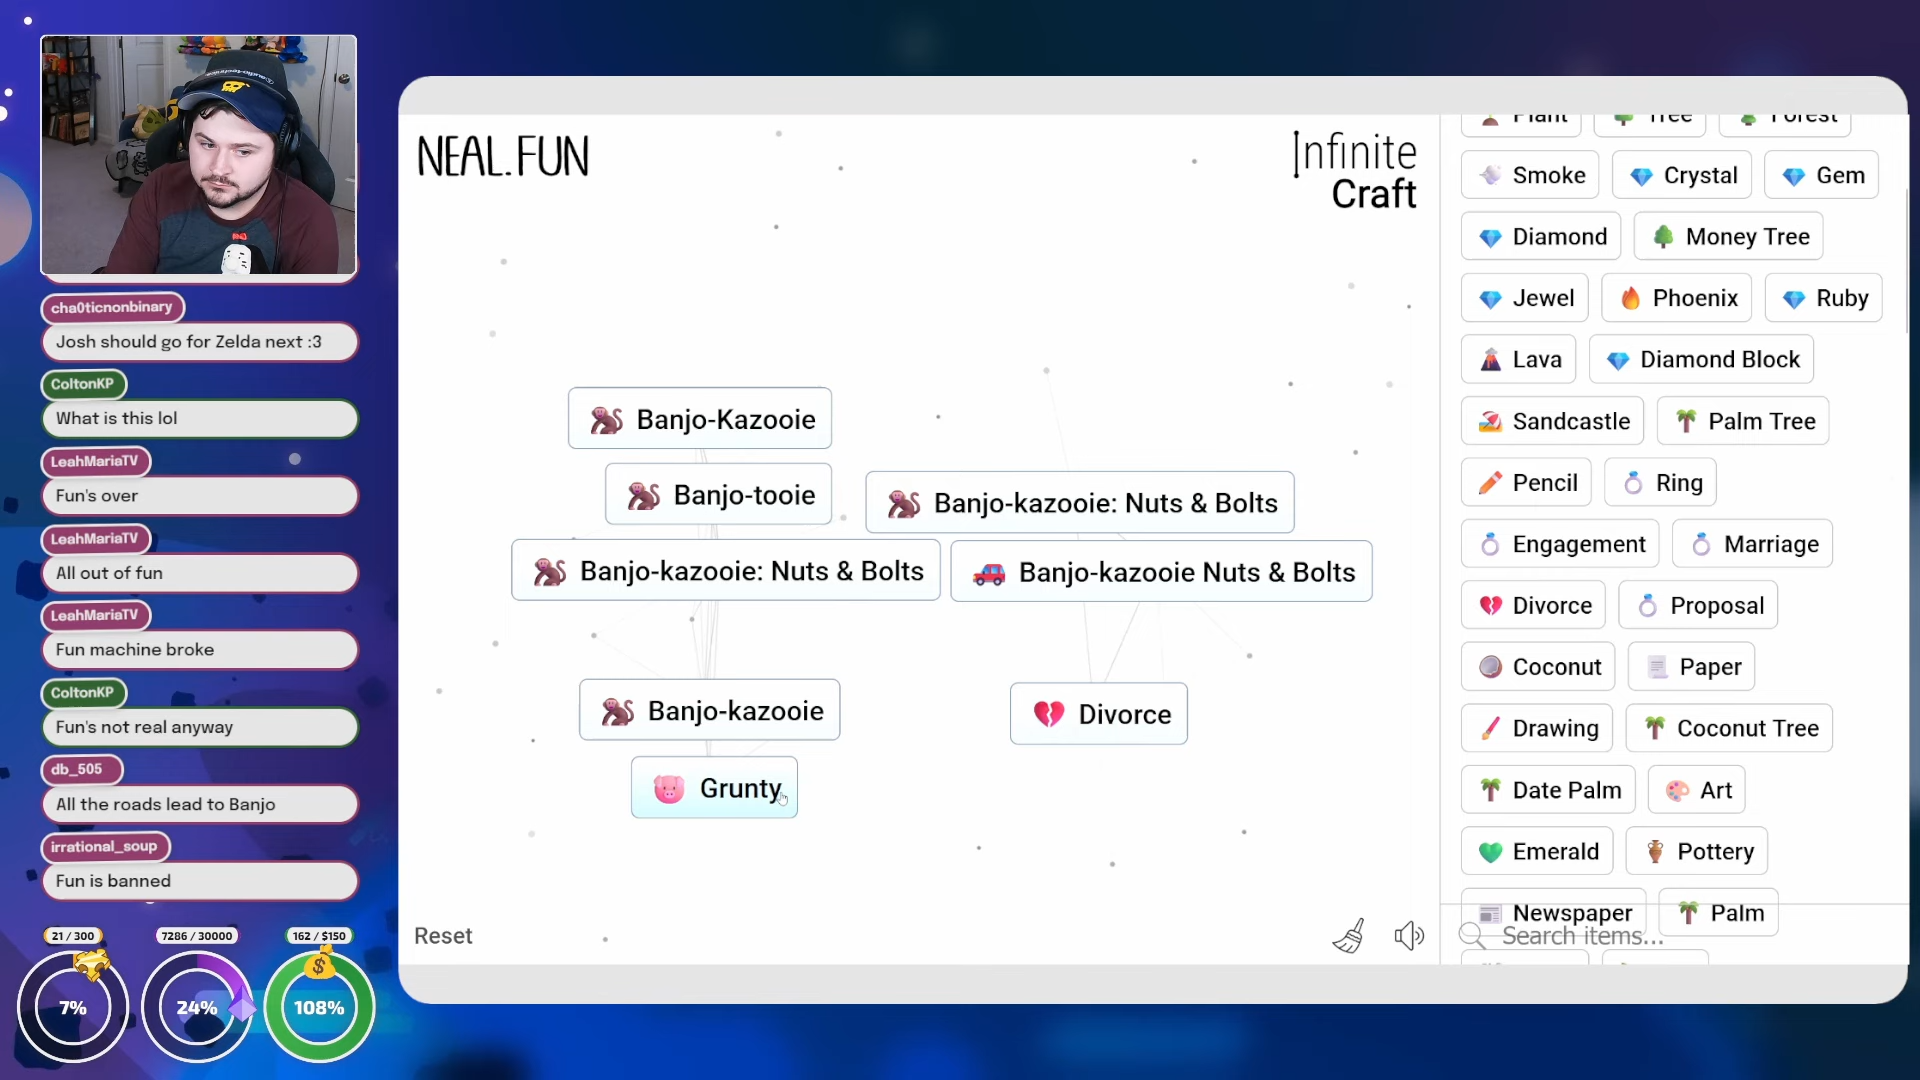 cha0ticnonbinary
Josh should go for Zelda next :3
ColtonKP
What is this lol
LeahMariaTV
Fun's over
LeahMariaTV
All out of fun
LeahMariaTV
Fun machine broke
ColtonKP
Fun's not real anyway
db_505
All the roads lead to Banjo
irrational_soup
Fun is banned
21 / 300
7286 / 30000
162 / $150
7%
24%
108%
NEAL.FUN
Infinite
Craft
Banjo-Kazooie
Banjo-tooie
Banjo-kazooie: Nuts & Bolts
Banjo-kazooie: Nuts & Bolts
Banjo-kazooie Nuts & Bolts
Banjo-kazooie
Divorce
Grunty
Reset
Plant Tree Forest
Smoke Crystal Gem
Diamond Money Tree
Jewel Phoenix Ruby
Lava Diamond Block
Sandcastle Palm Tree
Pencil Ring
Engagement Marriage
Divorce Proposal
Coconut Paper
Drawing Coconut Tree
Date Palm Art
Emerald Pottery
Newspaper Palm
Search items...